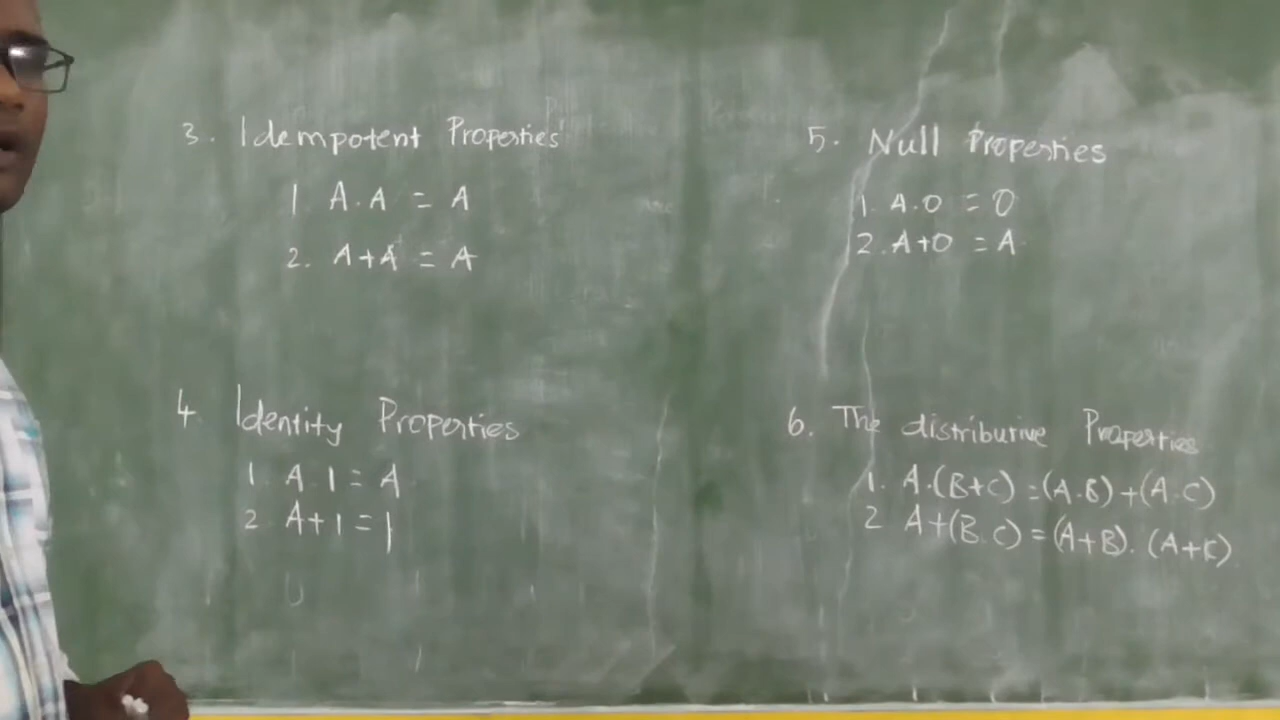 3. Idempotent Properties
1 A.A = A
2. A+A = A
4 Identity Properties
1 A.1 = A
2 A+1 = 1
5. Null Properties
1. A.0 = 0
2. A+0 = A
6. The distributive Properties
1. A.(B+C) = (A.B)+(A.C)
2 A+(B.C) = (A+B).(A+C)